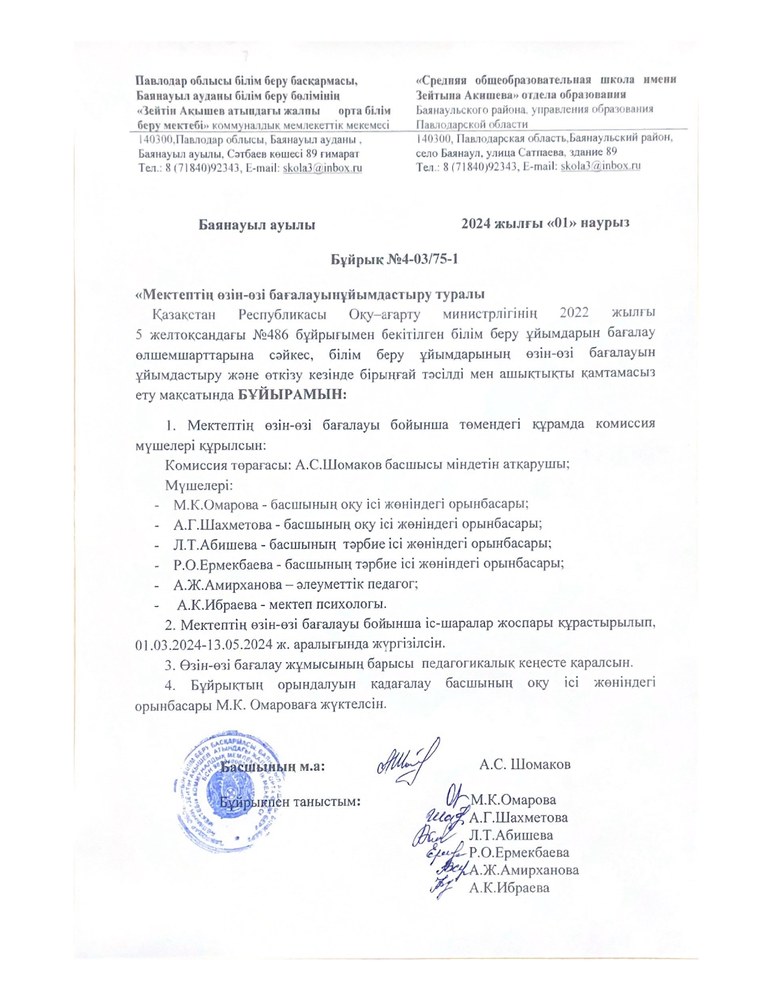 Павлодар облысы білім беру басқармасы,
Баянауыл ауданы білім беру бөлімінің
«Зейтін Ақышев атындағы жалпы орта білім
беру мектебі» коммуналдық мемлекеттік мекемесі
140300,Павлодар облысы, Баянауыл ауданы ,
Баянауыл ауылы, Сәтбаев көшесі 89 ғимарат
Тел.: 8 (71840)92343, E-mail: skola3@inbox.ru
«Средняя общеобразовательная школа имени
Зейтына Акишева» отдела образования
Баянаульского района, управления образования
Павлодарской области
140300, Павлодарская область,Баянаульский район,
село Баянаул, улица Сатпаева, здание 89
Тел.: 8 (71840)92343, E-mail: skola3@inbox.ru
Баянауыл ауылы
2024 жылғы «01» наурыз
Бұйрық №4-03/75-1
«Мектептің өзін-өзі бағалауынұйымдастыру туралы
Қазақстан Республикасы Оқу–ағарту министрлігінің 2022 жылғы
5 желтоқсандағы №486 бұйрығымен бекітілген білім беру ұйымдарын бағалау
өлшемшарттарына сәйкес, білім беру ұйымдарының өзін-өзі бағалауын
ұйымдастыру және өткізу кезінде бірыңғай тәсілді мен ашықтықты қамтамасыз
ету мақсатында БҰЙЫРАМЫН:
1. Мектептің өзін-өзі бағалауы бойынша төмендегі құрамда комиссия
мүшелері құрылсын:
Комиссия төрағасы: А.С.Шомаков басшысы міндетін атқарушы;
Мүшелері:
- М.К.Омарова - басшының оқу ісі жөніндегі орынбасары;
- А.Г.Шахметова - басшының оқу ісі жөніндегі орынбасары;
- Л.Т.Абишева - басшының тәрбие ісі жөніндегі орынбасары;
- Р.О.Ермекбаева - басшының тәрбие ісі жөніндегі орынбасары;
- А.Ж.Амирханова – әлеуметтік педагог;
- А.К.Ибраева - мектеп психологы.
2. Мектептің өзін-өзі бағалауы бойынша іс-шаралар жоспары құрастырылып,
01.03.2024-13.05.2024 ж. аралығында жүргізілсін.
3. Өзін-өзі бағалау жұмысының барысы педагогикалық кеңесте қаралсын.
4. Бұйрықтың орындалуын қадағалау басшының оқу ісі жөніндегі
орынбасары М.К. Омароваға жүктелсін.
Басшының м.а:
А.С. Шомаков
Бұйрықпен таныстым:
М.К.Омарова
А.Г.Шахметова
Л.Т.Абишева
Р.О.Ермекбаева
А.Ж.Амирханова
А.К.Ибраева